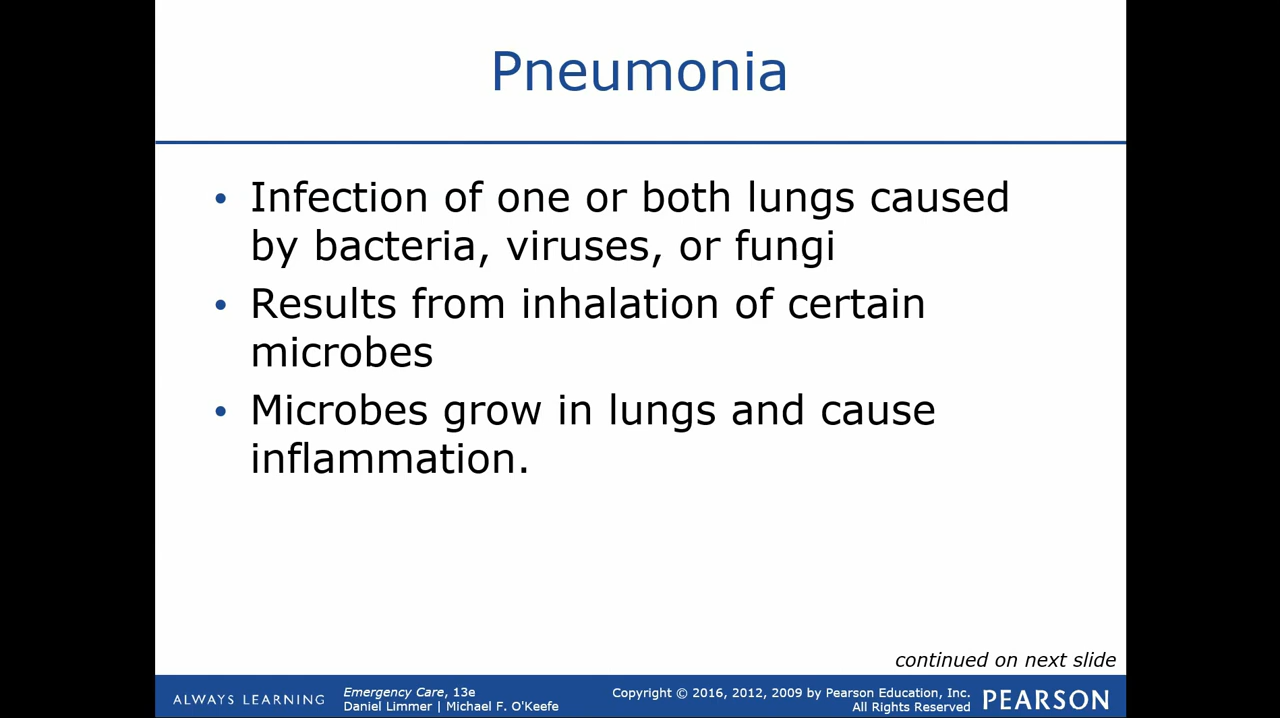 Pneumonia
• Infection of one or both lungs caused
by bacteria, viruses, or fungi
• Results from inhalation of certain
microbes
• Microbes grow in lungs and cause
inflammation.
continued on next slide
ALWAYS LEARNING
Emergency Care, 13e
Daniel Limmer | Michael F. O'Keefe
Copyright © 2016, 2012, 2009 by Pearson Education, Inc.
All Rights Reserved
PEARSON